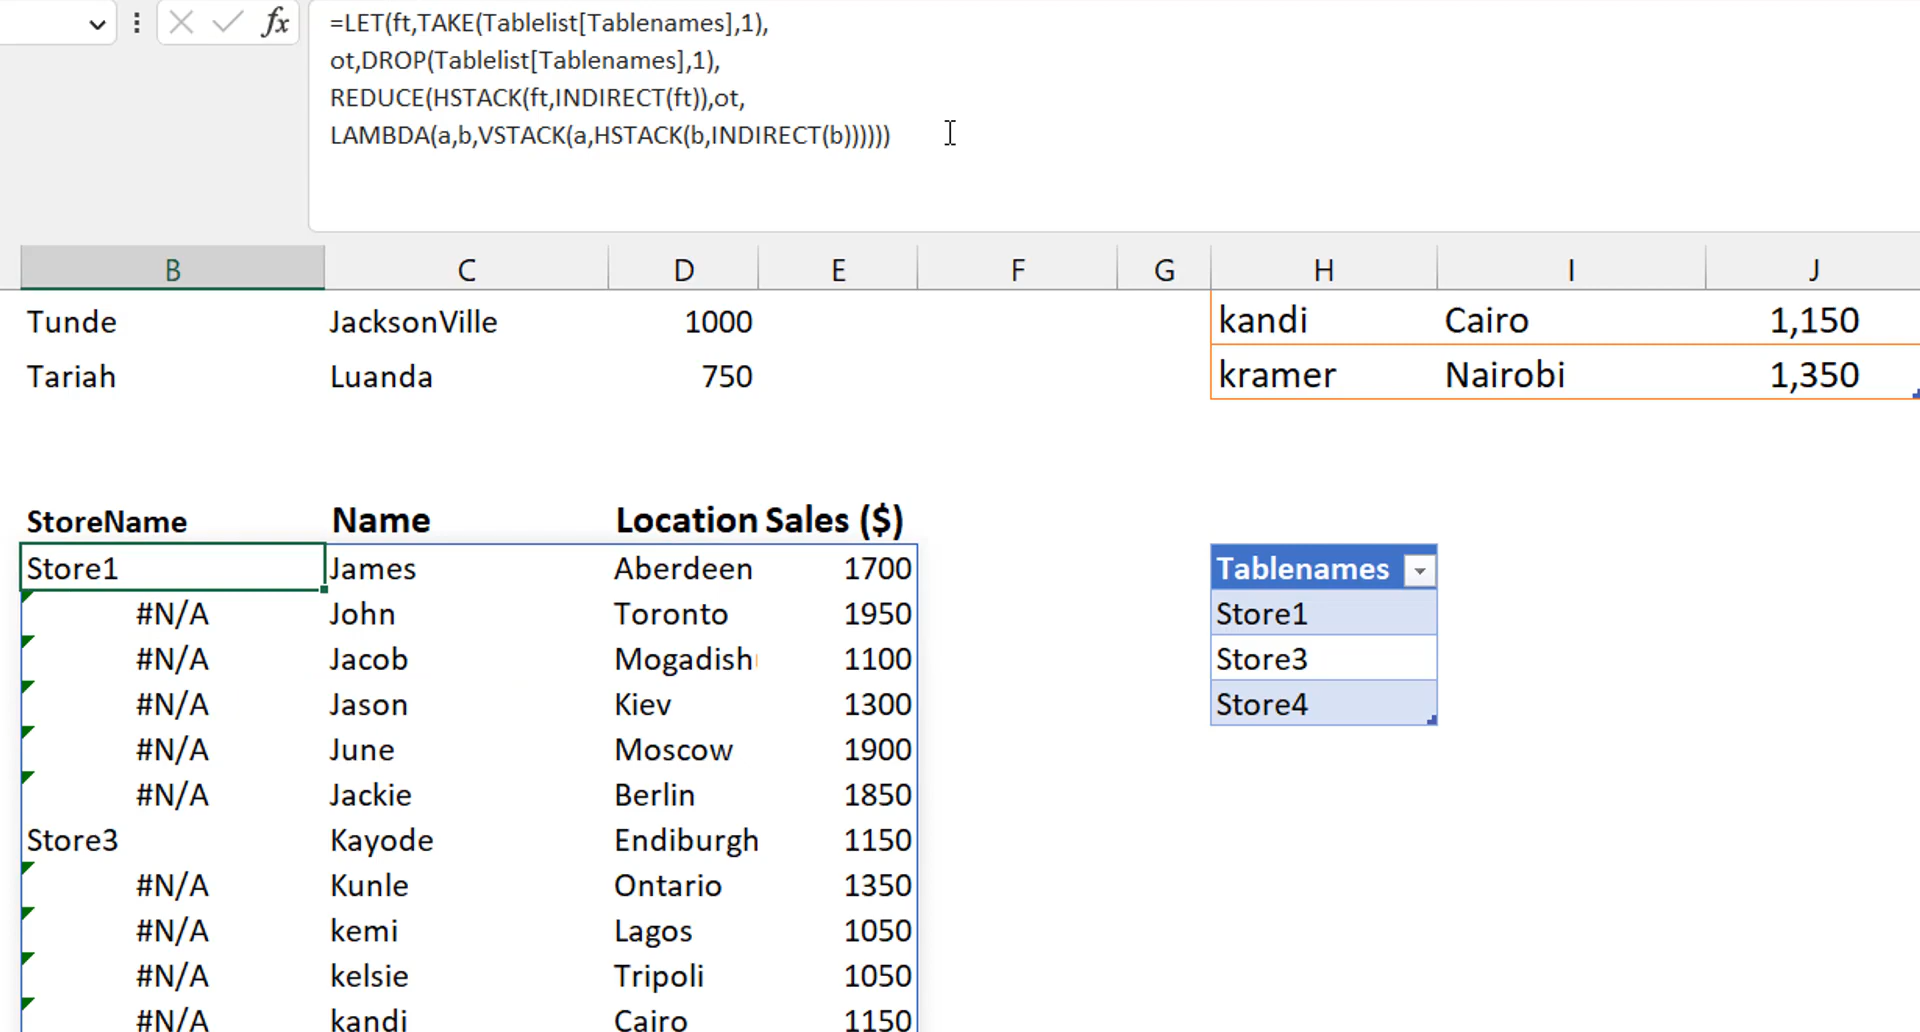 fx
=LET(ft,TAKE(Tablelist[Tablenames],1),
ot,DROP(Tablelist[Tablenames],1),
REDUCE(HSTACK(ft,INDIRECT(ft)),ot,
LAMBDA(a,b,VSTACK(a,HSTACK(b,INDIRECT(b))))))
B C D E F G H I J
Tunde JacksonVille 1000 kandi Cairo 1,150
Tariah Luanda 750 kramer Nairobi 1,350
StoreName Name Location Sales ($)
Store1 James Aberdeen 1700 Tablenames
#N/A John Toronto 1950 Store1
#N/A Jacob Mogadish 1100 Store3
#N/A Jason Kiev 1300 Store4
#N/A June Moscow 1900
#N/A Jackie Berlin 1850
Store3 Kayode Endiburgh 1150
#N/A Kunle Ontario 1350
#N/A kemi Lagos 1050
#N/A kelsie Tripoli 1050
#N/A kandi Cairo 1150